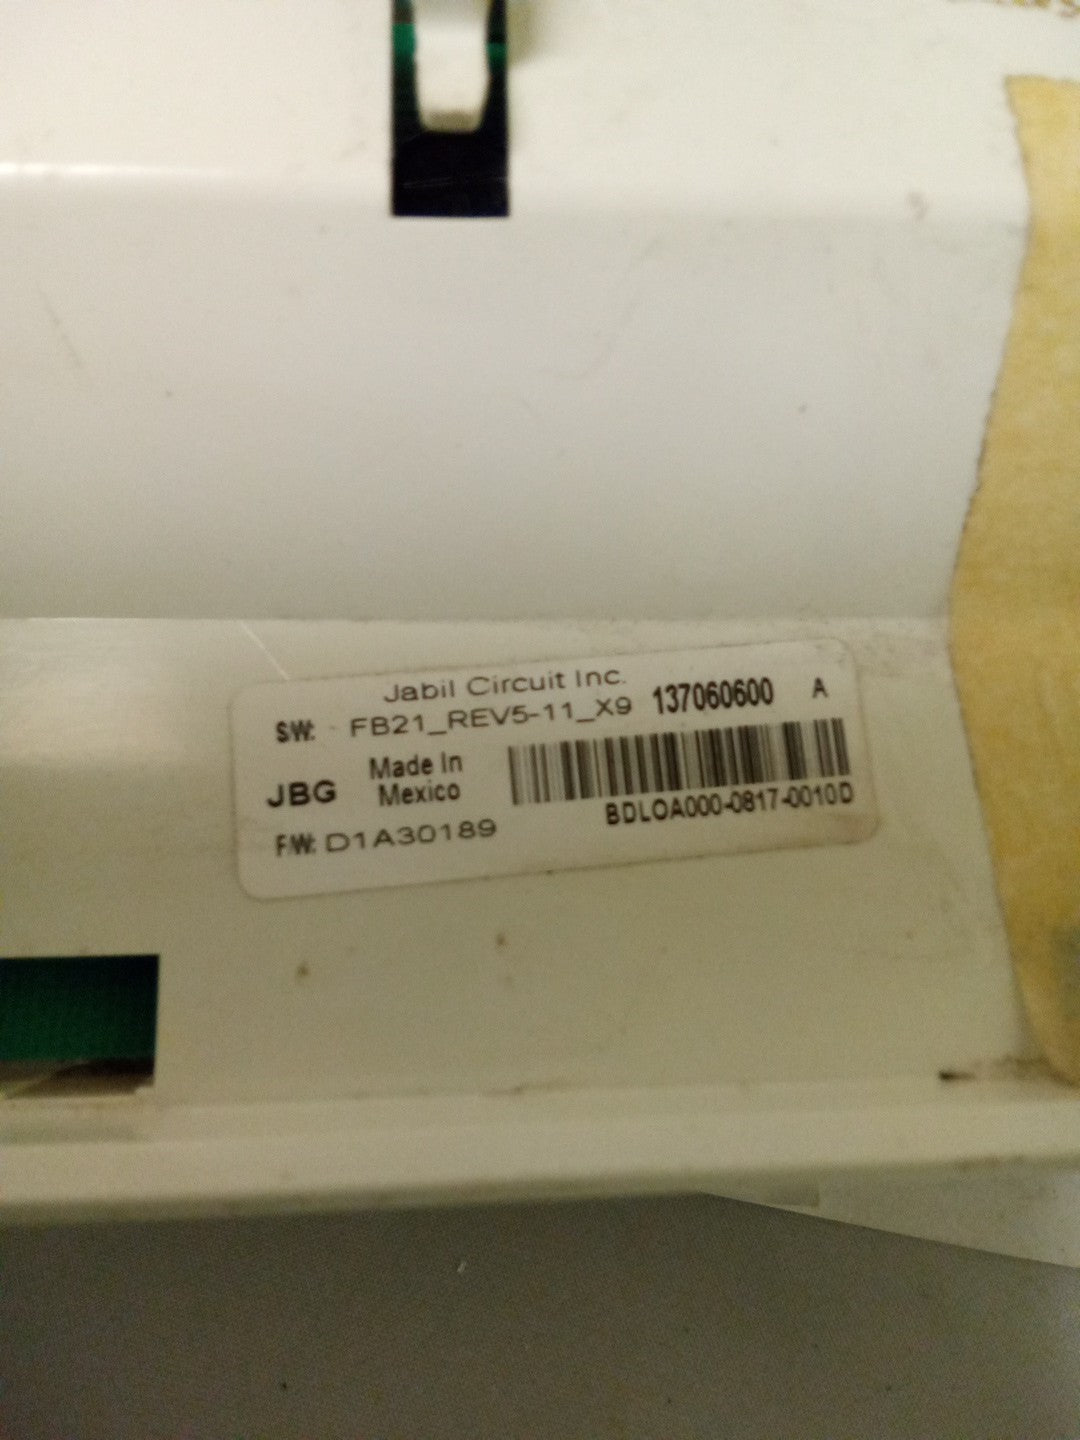 Jabil Circuit Inc.
SW: FB21_REV5-11_X9 137060600 A
JBG Made In
Mexico
BDLOA000-0817-0010D
F/W: D1A30189